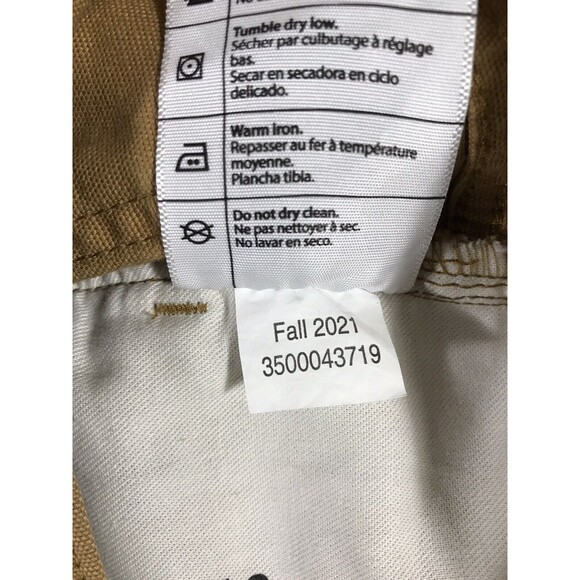 Tumble dry low.
Sécher par culbutage à réglage
bas.
Secar en secadora en ciclo
delicado.
Warm iron.
Repasser au fer à température
moyenne.
Plancha tibla.
Do not dry clean.
Ne pas nettoyer à sec.
No lavar en seco.
Fall 2021
3500043719